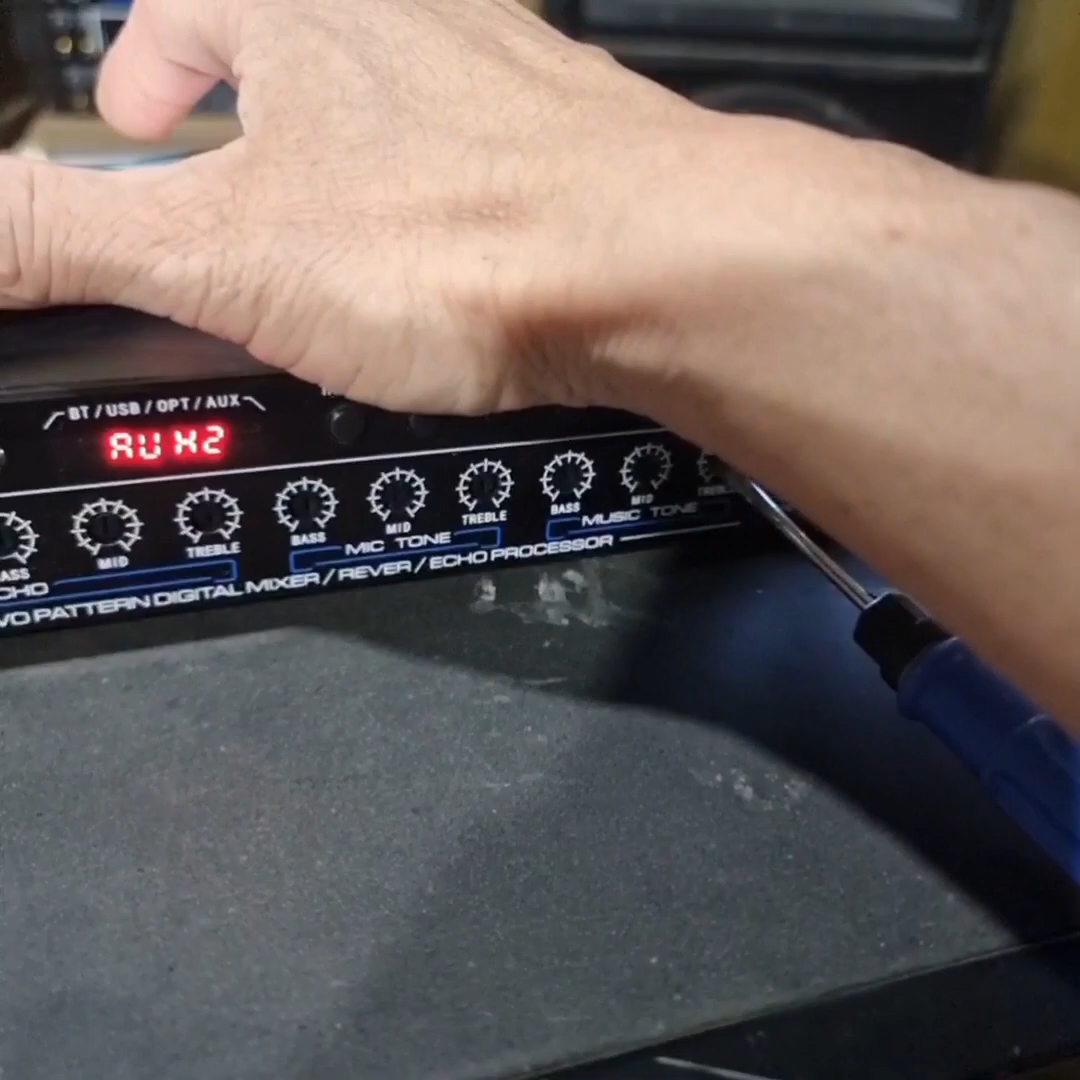 BT / USB / OPT / AUX
AUX2
MID TREBLE BASS MID TREBLE BASS MID
MIC TONE MUSIC TONE
PATTERN DIGITAL MIXER / REVER / ECHO PROCESSOR